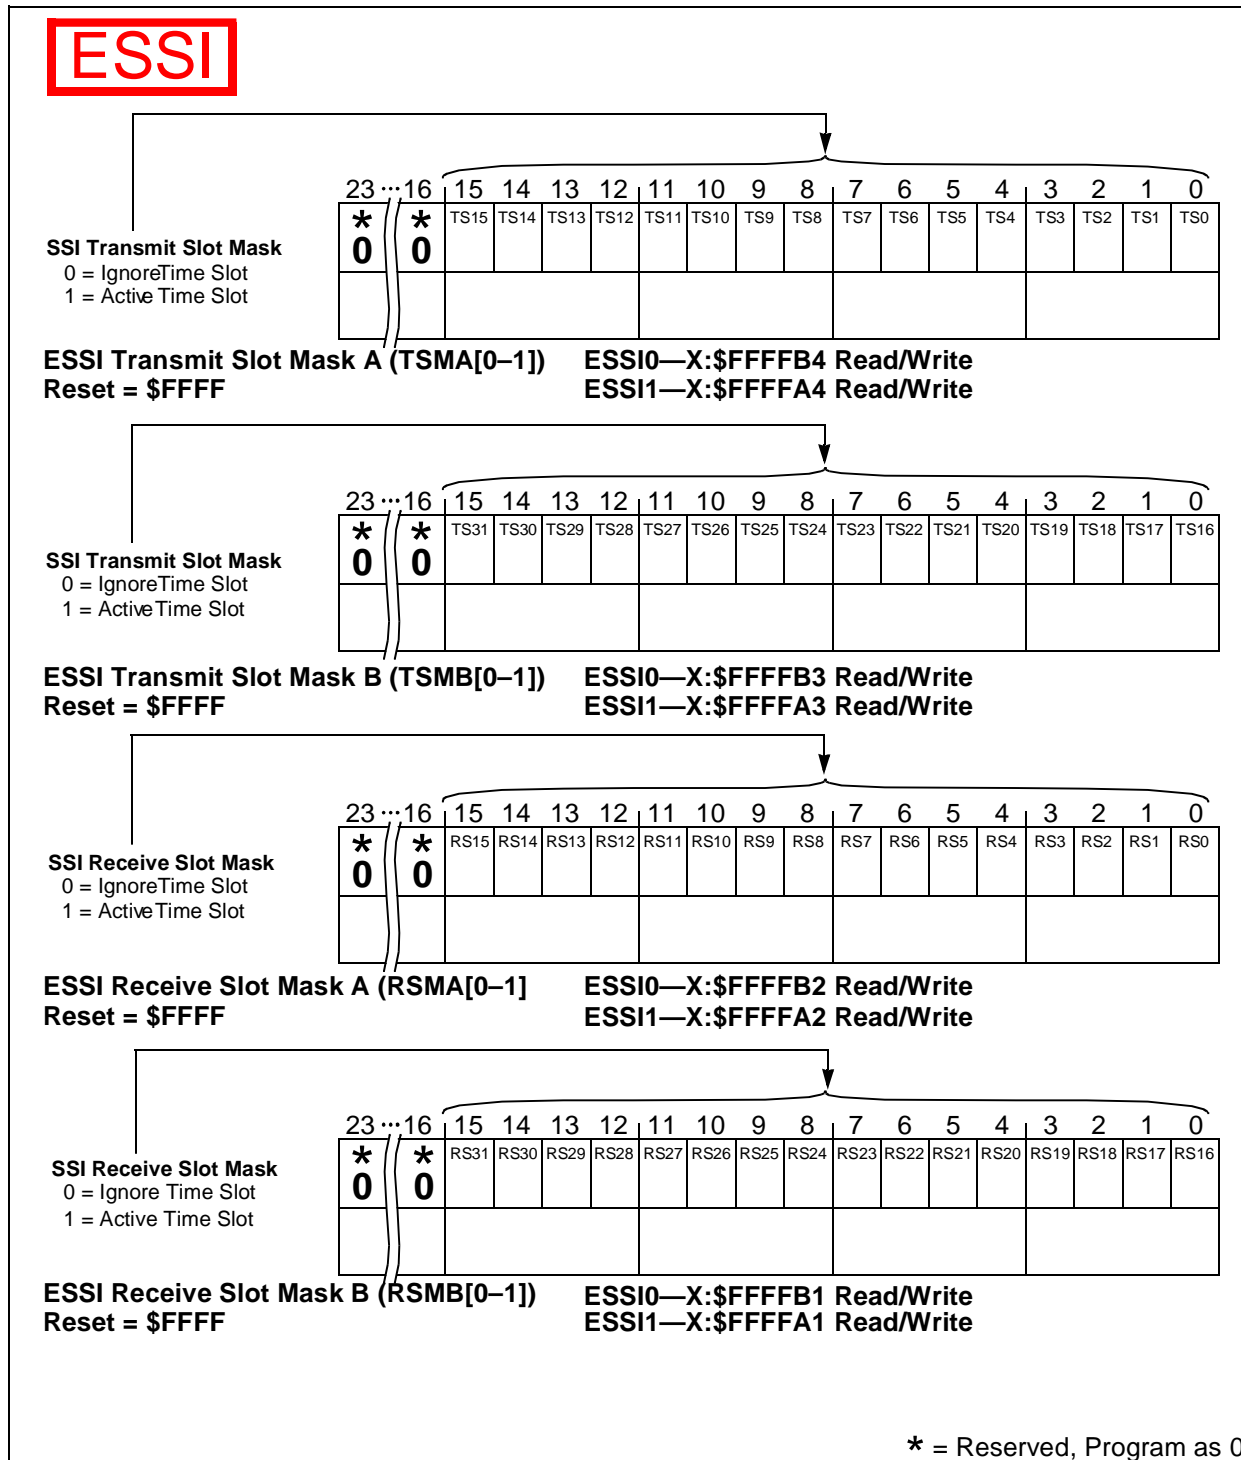 ESSI
23 ··· 16 15 14 13 12 11 10 9 8 7 6 5 4 3 2 1 0
* * TS15 TS14 TS13 TS12 TS11 TS10 TS9 TS8 TS7 TS6 TS5 TS4 TS3 TS2 TS1 TS0
0 0
SSI Transmit Slot Mask
0 = IgnoreTime Slot
1 = Active Time Slot
ESSI Transmit Slot Mask A (TSMA[0–1]) ESSI0—X:$FFFFB4 Read/Write
Reset = $FFFF ESSI1—X:$FFFFA4 Read/Write
23 ··· 16 15 14 13 12 11 10 9 8 7 6 5 4 3 2 1 0
* * TS31 TS30 TS29 TS28 TS27 TS26 TS25 TS24 TS23 TS22 TS21 TS20 TS19 TS18 TS17 TS16
0 0
SSI Transmit Slot Mask
0 = IgnoreTime Slot
1 = ActiveTime Slot
ESSI Transmit Slot Mask B (TSMB[0–1]) ESSI0—X:$FFFFB3 Read/Write
Reset = $FFFF ESSI1—X:$FFFFA3 Read/Write
23 ··· 16 15 14 13 12 11 10 9 8 7 6 5 4 3 2 1 0
* * RS15 RS14 RS13 RS12 RS11 RS10 RS9 RS8 RS7 RS6 RS5 RS4 RS3 RS2 RS1 RS0
0 0
SSI Receive Slot Mask
0 = IgnoreTime Slot
1 = ActiveTime Slot
ESSI Receive Slot Mask A (RSMA[0–1] ESSI0—X:$FFFFB2 Read/Write
Reset = $FFFF ESSI1—X:$FFFFA2 Read/Write
23 ··· 16 15 14 13 12 11 10 9 8 7 6 5 4 3 2 1 0
* * RS31 RS30 RS29 RS28 RS27 RS26 RS25 RS24 RS23 RS22 RS21 RS20 RS19 RS18 RS17 RS16
0 0
SSI Receive Slot Mask
0 = Ignore Time Slot
1 = Active Time Slot
ESSI Receive Slot Mask B (RSMB[0–1]) ESSI0—X:$FFFFB1 Read/Write
Reset = $FFFF ESSI1—X:$FFFFA1 Read/Write
* = Reserved, Program as 0